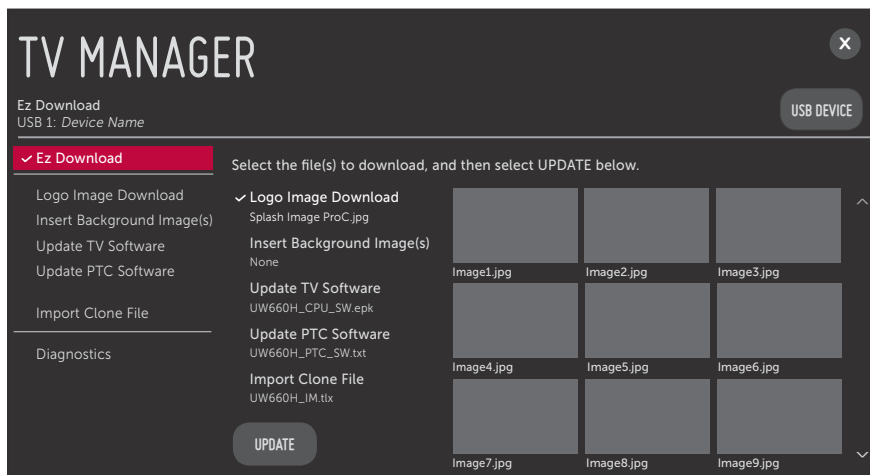 TV MANAGER
X
Ez Download
USB 1: Device Name
USB DEVICE
Ez Download
Logo Image Download
Insert Background Image(s)
Update TV Software
Update PTC Software
Import Clone File
Diagnostics
Select the file(s) to download, and then select UPDATE below.
Logo Image Download
Splash Image ProC.jpg
Insert Background Image(s)
None
Update TV Software
UW660H_CPU_SW.epk
Update PTC Software
UW660H_PTC_SW.txt
Import Clone File
UW660H_IM.tlx
UPDATE
Image1.jpg
Image2.jpg
Image3.jpg
Image4.jpg
Image5.jpg
Image6.jpg
Image7.jpg
Image8.jpg
Image9.jpg